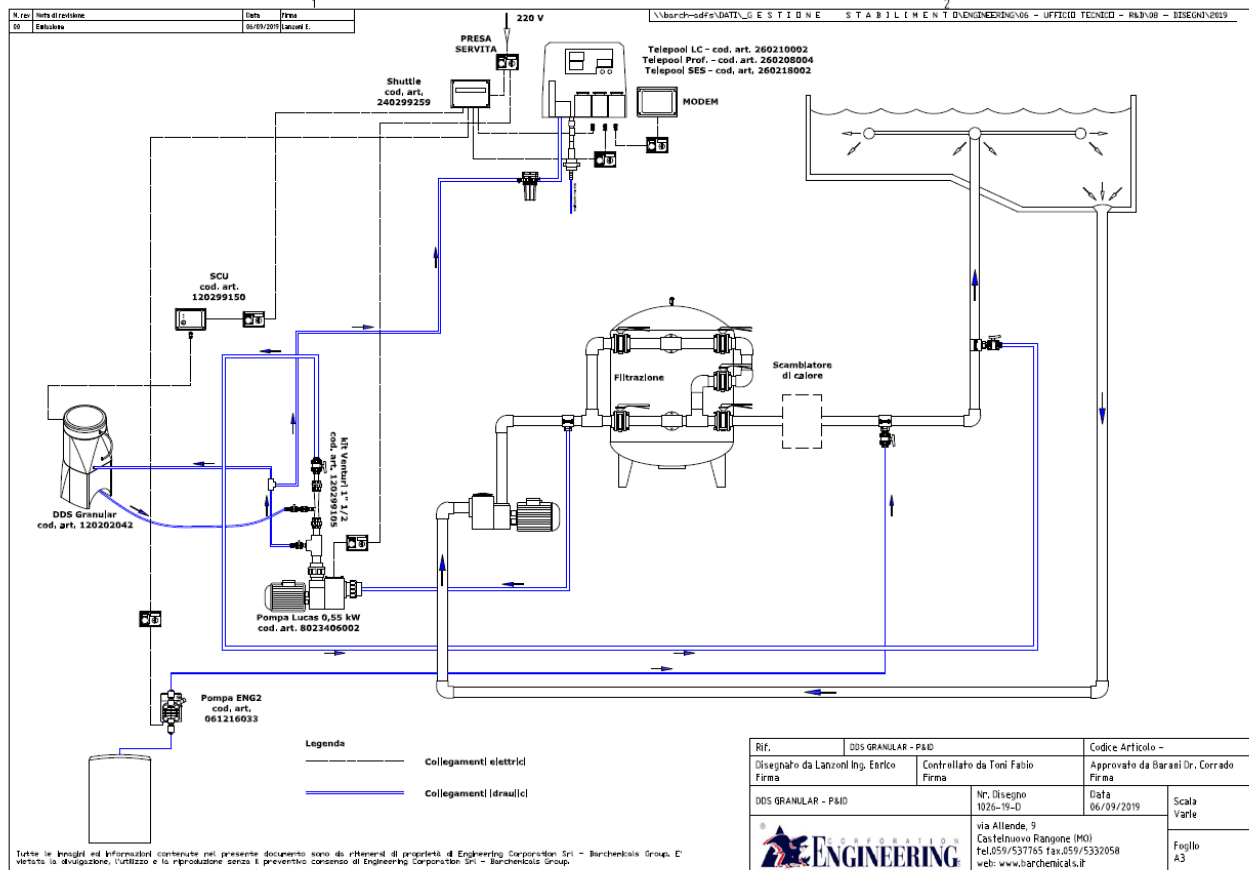 1
2
N. rev
Nota di revisione
Data
Firma
00
Emissione
06/09/2019
Lanzoni E.
\\barch-adfs\DATI\_G E S T I O N E S T A B I L I M E N T O\ENGINEERING\06 - UFFICIO TECNICO - R&D\08 - DISEGNI\2019
220 V
PRESA
SERVITA
Telepool LC - cod. art. 260210002
Telepool Prof. - cod. art. 260208004
Telepool SES - cod. art. 260218002
Shuttle
cod. art.
240299259
MODEM
SCU
cod. art.
120299150
Filtrazione
Scambiatore
di calore
kit Venturi 1" 1/2
cod. art. 120299105
DDS Granular
cod. art. 120202042
Pompa Lucas 0,55 kW
cod. art. 8023406002
Pompa ENG2
cod. art.
061216033
Legenda
Collegamenti elettrici
Collegamenti idraulici
Rif.
DDS GRANULAR - P&ID
Codice Articolo -
Disegnato da Lanzoni Ing. Enrico
Firma
Controllato da Toni Fabio
Firma
Approvato da Barani Dr. Corrado
Firma
DDS GRANULAR - P&ID
Nr. Disegno
1026-19-D
Data
06/09/2019
Scala
Varie
®
CORPORATION
ENGINEERING
via Allende, 9
Castelnuovo Rangone (MO)
tel.059/537765 fax.059/5332058
web: www.barchemicals.it
Foglio
A3
Tutte le immagini ed informazioni contenute nel presente documento sono da ritenersi di proprietà di Engineering Corporation Srl - Barchemicals Group. E'
vietata la divulgazione, l'utilizzo e la riproduzione senza il preventivo consenso di Engineering Corporation Srl - Barchemicals Group.